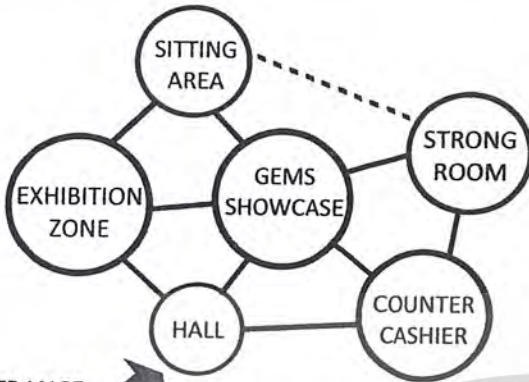 SITTING
AREA
STRONG
ROOM
EXHIBITION
ZONE
GEMS
SHOWCASE
COUNTER
CASHIER
HALL